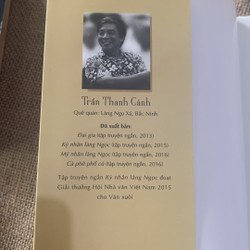 Trần Thanh Cảnh
Quê quán: Làng Ngọc Xá, Bắc Ninh
Đã xuất bản:
Đại gia (tập truyện ngắn, 2013)
Kỳ nhân làng Ngọc (tập truyện ngắn, 2015)
Mỹ nhân làng Ngọc (tập truyện ngắn, 2016)
Cà phê phố cũ (tập truyện ngắn, 2016)
Tập truyện ngắn Kỳ nhân làng Ngọc đoạt
Giải thưởng Hội Nhà văn Việt Nam 2015
cho Văn xuôi